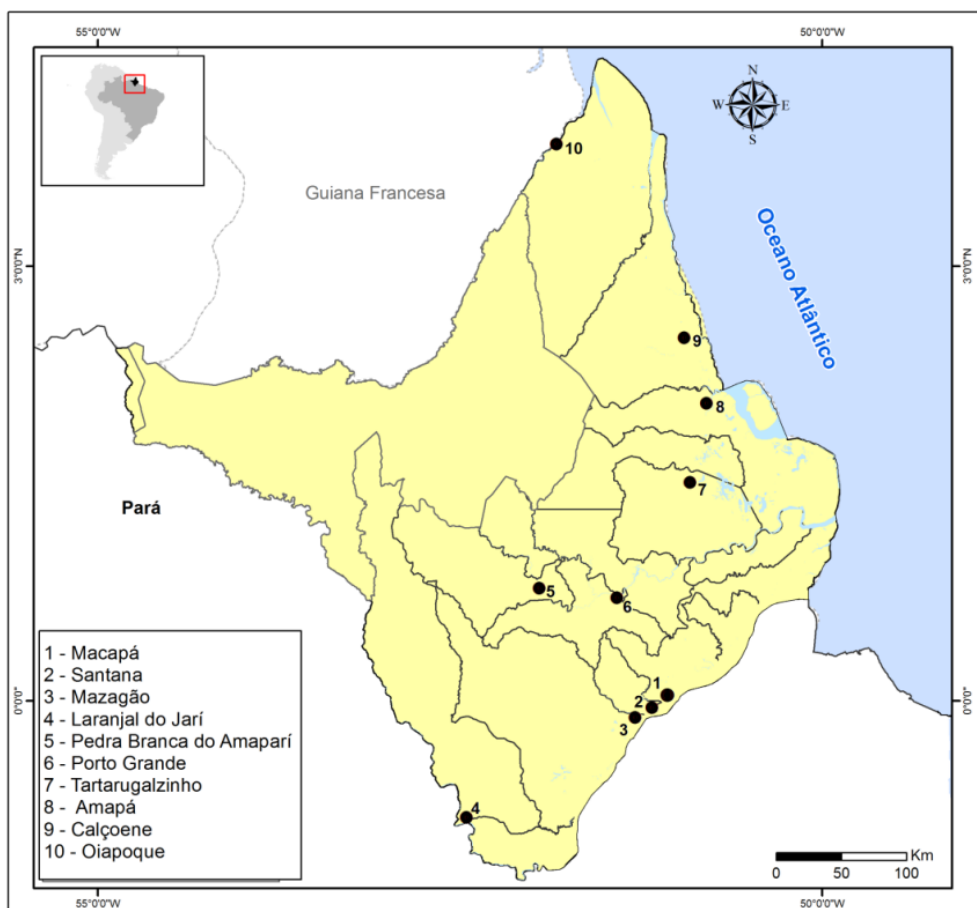 55°0'0"W
50°0'0"W
N
W
E
S
10
Guiana Francesa
3°0'0"N
3°0'0"N
Oceano Atlântico
9
8
Pará
7
5
6
1 - Macapá
2 - Santana
3 - Mazagão
4 - Laranjal do Jarí
5 - Pedra Branca do Amaparí
6 - Porto Grande
7 - Tartarugalzinho
8 - Amapá
9 - Calçoene
10 - Oiapoque
1
2
3
0°0'0"
0°0'0"
4
Km
0
50
100
55°0'0"W
50°0'0"W